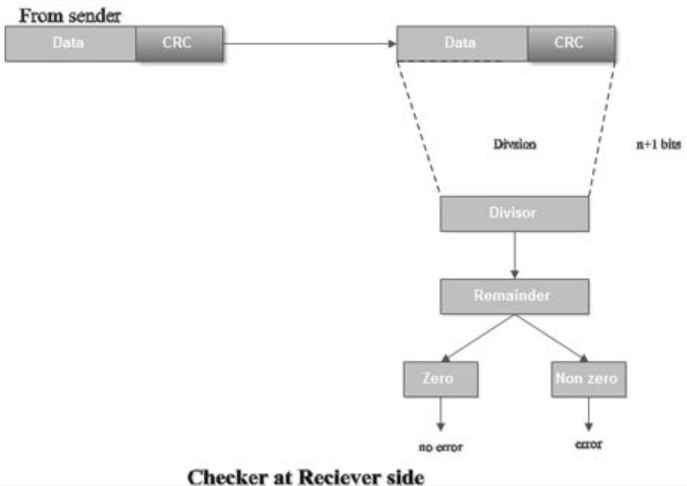 From sender
Data CRC Data CRC
Division n+1 bits
Divisor
Remainder
Zero Non zero
no error error
Checker at Reciever side